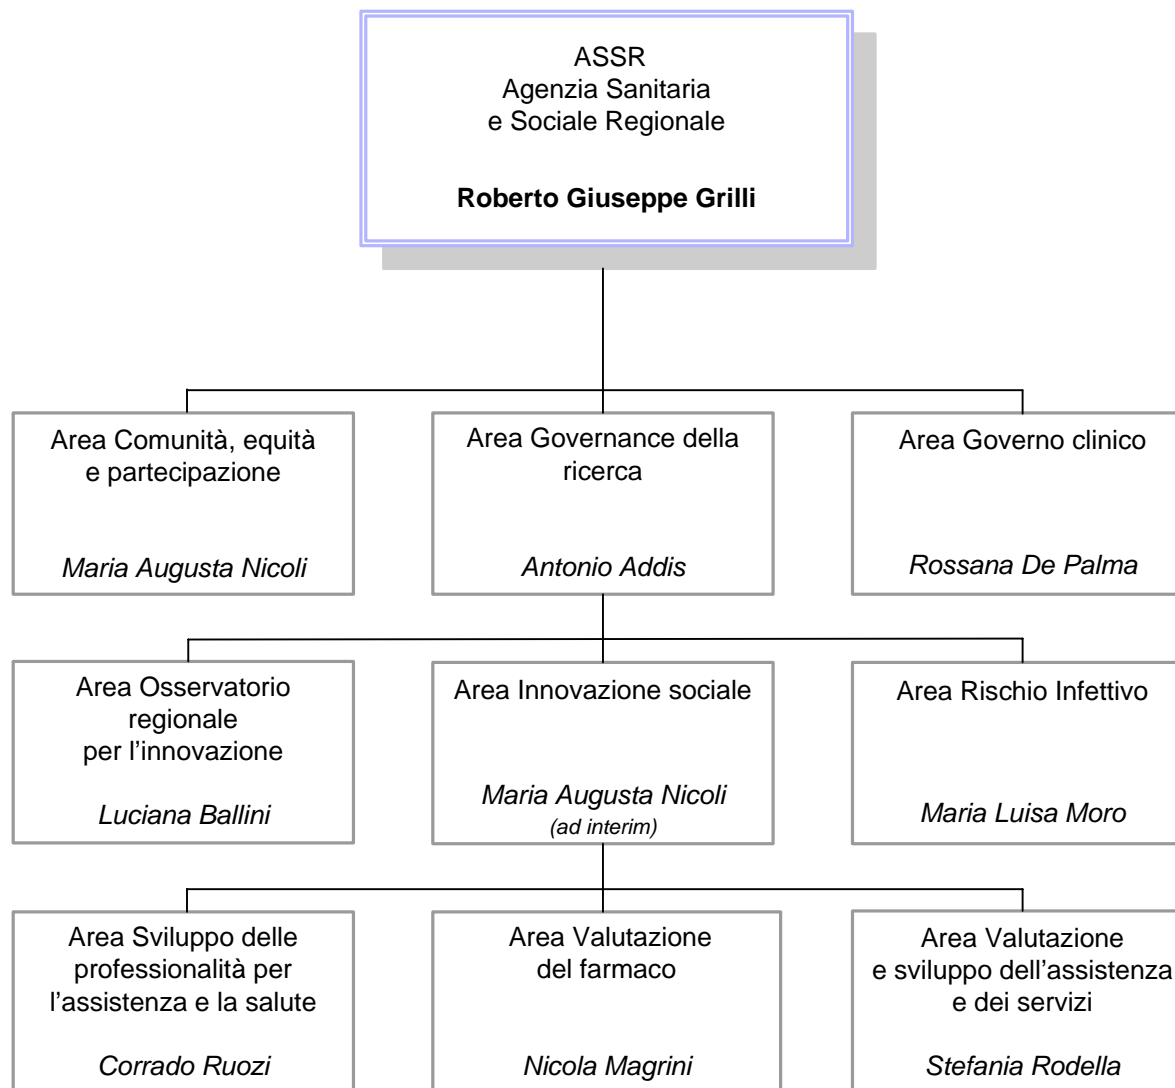 ASSR
Agenzia Sanitaria
e Sociale Regionale
Roberto Giuseppe Grilli
Area Comunità, equità
e partecipazione
Maria Augusta Nicoli
Area Governance della
ricerca
Antonio Addis
Area Governo clinico
Rossana De Palma
Area Osservatorio
regionale
per l’innovazione
Luciana Ballini
Area Innovazione sociale
Maria Augusta Nicoli
(ad interim)
Area Rischio Infettivo
Maria Luisa Moro
Area Sviluppo delle
professionalità per
l’assistenza e la salute
Corrado Ruozi
Area Valutazione
del farmaco
Nicola Magrini
Area Valutazione
e sviluppo dell’assistenza
e dei servizi
Stefania Rodella